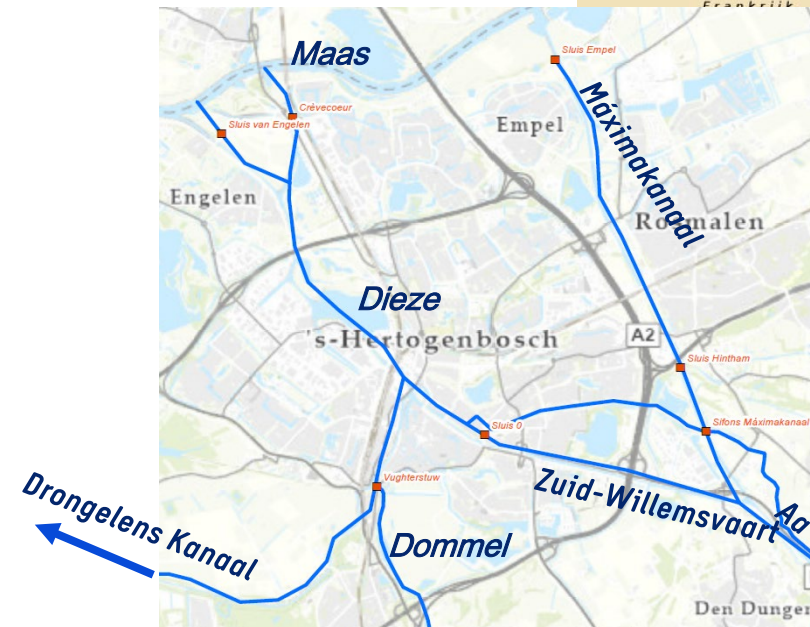 Frankrijk
Maas
Sluis Empel
Crèvecoeur
Sluis van Engelen
Empel
Máximakanaal
Engelen
Rosmalen
Dieze
's-Hertogenbosch
A2
Sluis Hintham
Sluis 0
Sifons Máximakanaal
Vughterstuw
Zuid-Willemsvaart
Drongelens Kanaal
Aa
Dommel
Den Dungen